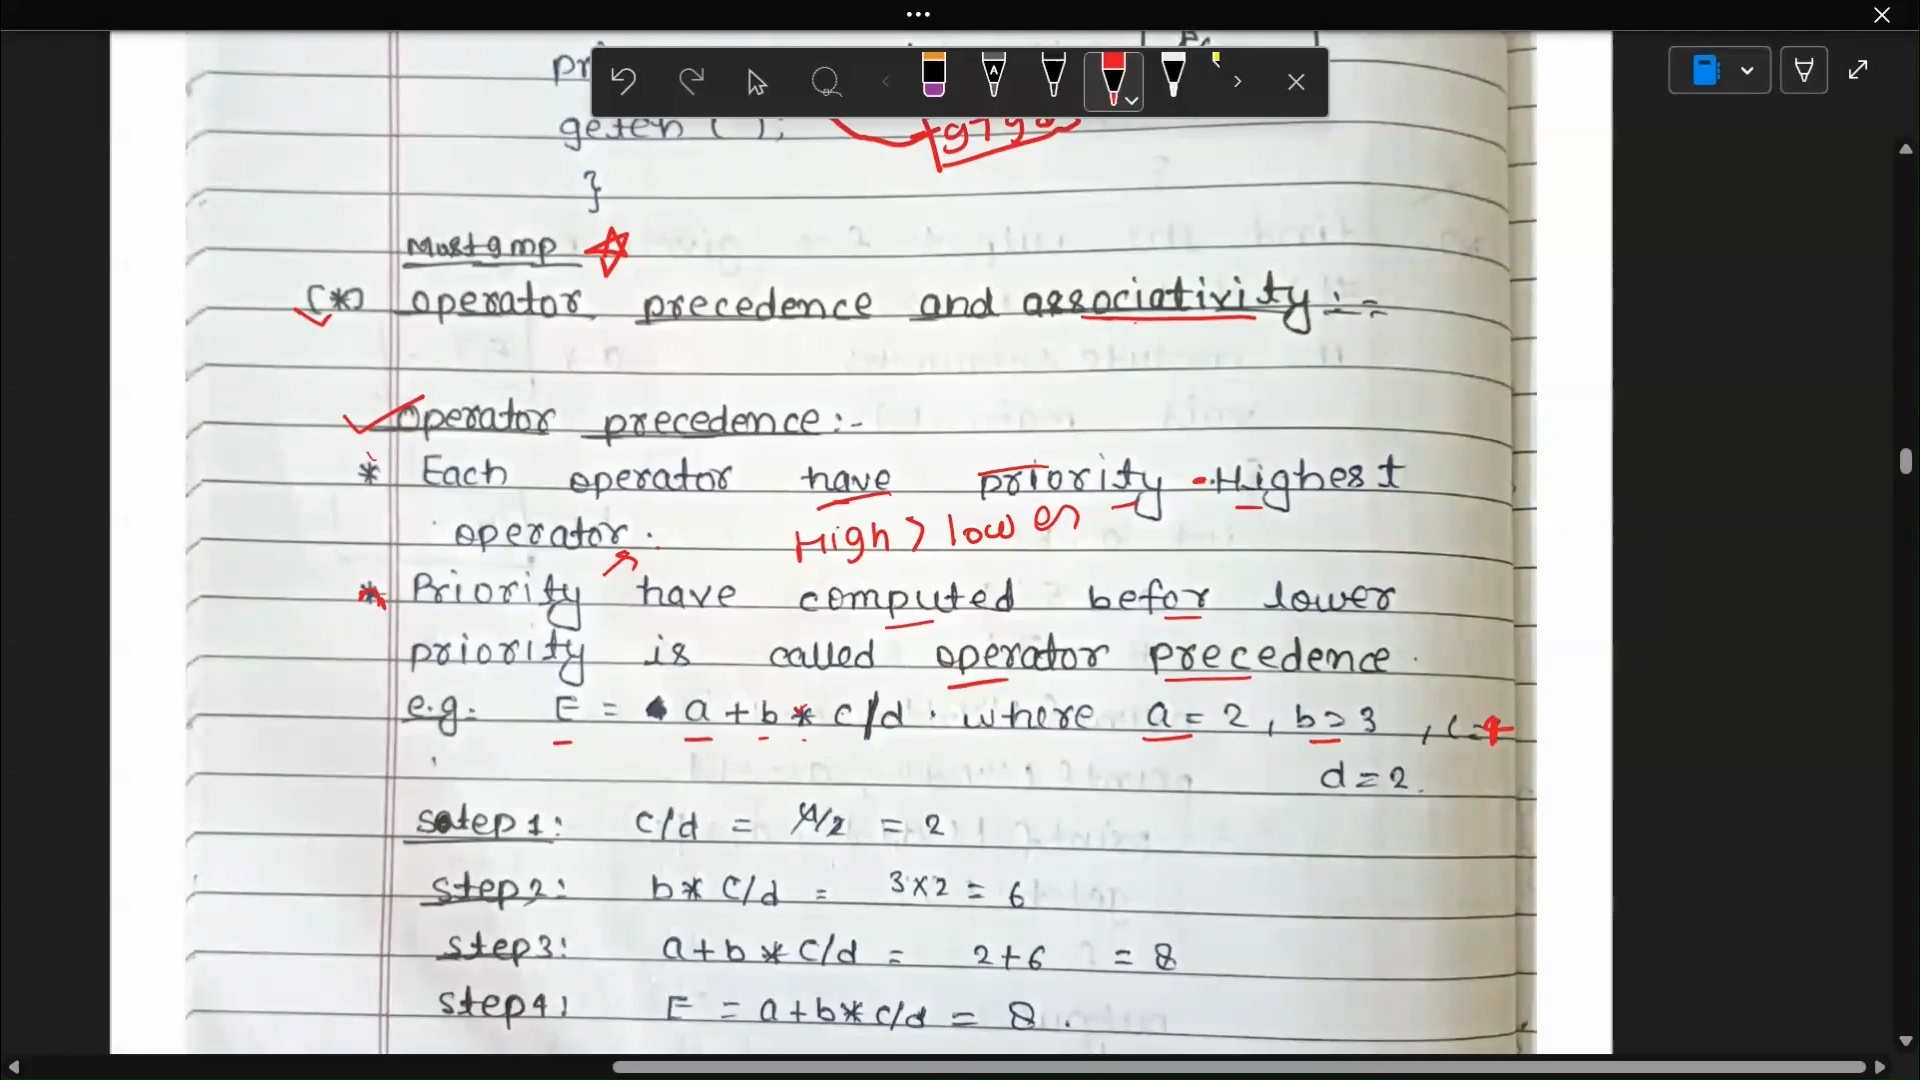 getch ( );
}
Most Imp
(*) operator precedence and associativity :-
operator precedence :-
* Each operator have priority. Highest
operator.
High > lower
* Priority have computed befor lower
priority is called operator precedence.
e.g. E = a + b * c/d. where a = 2, b = 3, c=4
d = 2.
step1: c/d = 4/2 = 2
step2: b* c/d = 3x2 = 6
step3: a+b * c/d = 2+6 = 8
step4: E = a+b*c/d = 8.